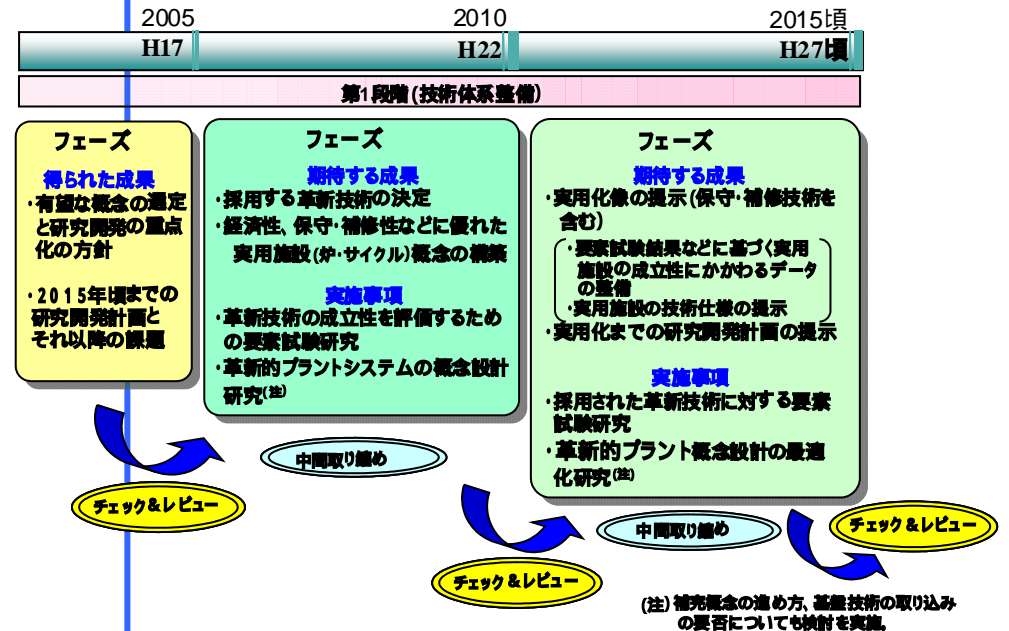 2005 2010 2015頃
H17 H22 H27頃
第1段階(技術体系整備)
フェーズ
得られた成果
・有望な概念の選定
と研究開発の重点
化の方針
・2015年頃までの
研究開発計画と
それ以降の課題
フェーズ
期待する成果
・採用する革新技術の決定
・経済性、保守・補修性などに優れた
実用施設(炉・サイクル)概念の構築
実施事項
・革新技術の成立性を評価するため
の要素試験研究
・革新的プラントシステムの概念設計
研究(注)
フェーズ
期待する成果
・実用化像の提示(保守・補修技術を
含む)
・要素試験結果などに基づく実用
施設の成立性にかかわるデータ
の整備
・実用施設の技術仕様の提示
・実用化までの研究開発計画の提示
実施事項
・採用された革新技術に対する要素
試験研究
・革新的プラント概念設計の最適
化研究(注)
中間取り纏め
チェック&レビュー
中間取り纏め
チェック&レビュー
チェック&レビュー
(注)補充概念の進め方、基盤技術の取り込み
の要否についても検討を実施。